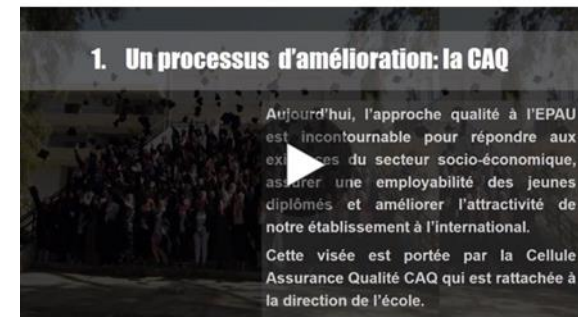 1. Un processus d'amélioration: la CAQ
Aujourd'hui, l'approche qualité à l'EPAU
est incontournable pour répondre aux
du secteur socio-économique,
assurer une employabilité des jeunes
diplômés et améliorer l'attractivité de
notre établissement à l'international.
Cette visée est portée par la Cellule
Assurance Qualité CAQ qui est rattachée à
la direction de l'école.